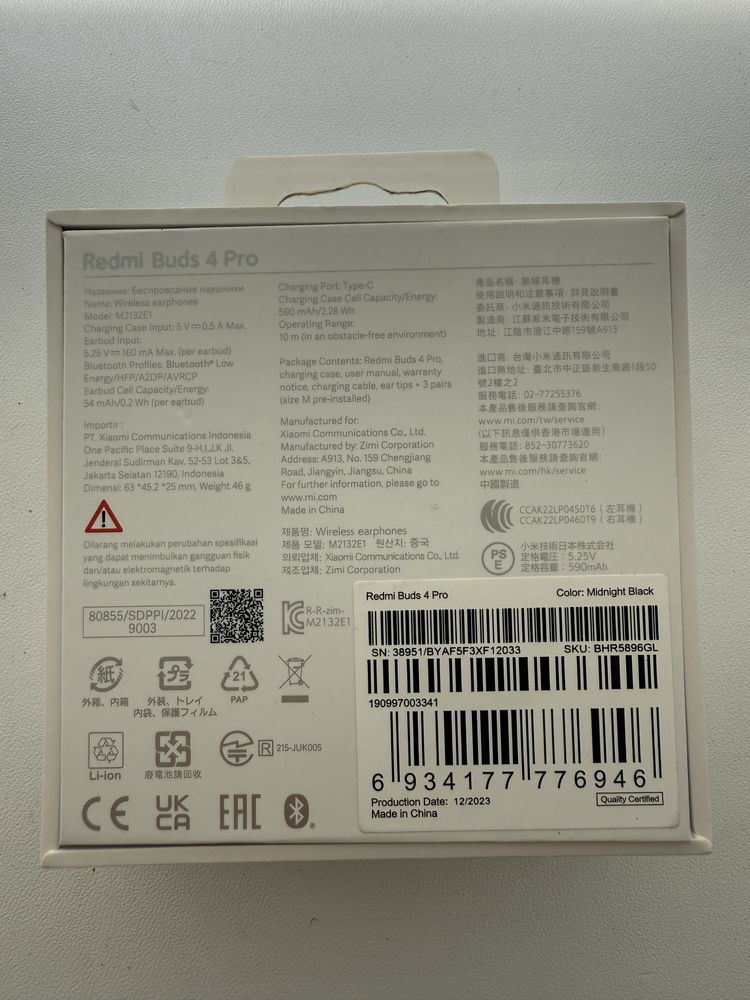 Redmi Buds 4 Pro
Название: Беспроводные наушники
Name: Wireless earphones
Model: M2132E1
Charging Case Input: 5 V⎓0.5 A Max.
Earbud Input:
5.25 V⎓160 mA Max. (per earbud)
Bluetooth Profiles: Bluetooth® Low
Energy/HFP/A2DP/AVRCP
Earbud Cell Capacity/Energy:
54 mAh/0.2 Wh (per earbud)
Importir :
PT. Xiaomi Communications Indonesia
One Pacific Place Suite 9-H,I,J,K Jl.
Jenderal Sudirman Kav. 52-53 Lot 3&5,
Jakarta Selatan 12190, Indonesia
Dimensi: 63 *45.2 *25 mm, Weight 46 g
Dilarang melakukan perubahan spesifikasi
yang dapat menimbulkan gangguan fisik
dan/atau elektromagnetik terhadap
lingkungan sekitarnya.
80855/SDPPI/2022
9003
Charging Port: Type-C
Charging Case Cell Capacity/Energy:
590 mAh/2.28 Wh
Operating Range:
10 m (in an obstacle-free environment)
Package Contents: Redmi Buds 4 Pro,
charging case, user manual, warranty
notice, charging cable, ear tips × 3 pairs
(size M pre-installed)
Manufactured for:
Xiaomi Communications Co., Ltd.
Manufactured by: Zimi Corporation
Address: A913, No. 159 Chengjiang
Road, Jiangyin, Jiangsu, China
For further information, please go to
www.mi.com
Made in China
제품명: Wireless earphones
제품 모델: M2132E1 원산지: 중국
의뢰업체: Xiaomi Communications Co., Ltd.
제조업체: Zimi Corporation
R-R-zim-
M2132E1
產品名稱: 無線耳機
使用說明和注意事項: 詳見說明書
委託商: 小米通訊技術有限公司
製造商: 江蘇紫米電子技術有限公司
地址: 江陰市澄江中路159號A913
進口商: 台灣小米通訊有限公司
進口商地址: 臺北市中正區新生南路1段50
號2樓之2
服務電話: 02-77255376
本產品售後服務請查詢官網:
www.mi.com/tw/service
(以下訊息僅供香港市場適用)
服務電話: 852-30773620
本產品售後服務請查詢官網:
www.mi.com/hk/service
中國製造
CCAK22LP0450T6 (左耳機)
CCAK22LP0460T9 (右耳機)
PS
E
小米技術日本株式会社
定格電圧：5.25V
定格容量：590mAh
紙
外箱、内箱
プラ
外装、トレイ
内袋、保護フィルム
21
PAP
Li-ion
廢電池請回收
R 215-JUK005
CE
UK
CA
EAC
®
Redmi Buds 4 Pro
Color: Midnight Black
SN: 38951/BYAF5F3XF12033
SKU: BHR5896GL
190997003341
6 934177 776946
Production Date: 12/2023
Quality Certified
Made in China